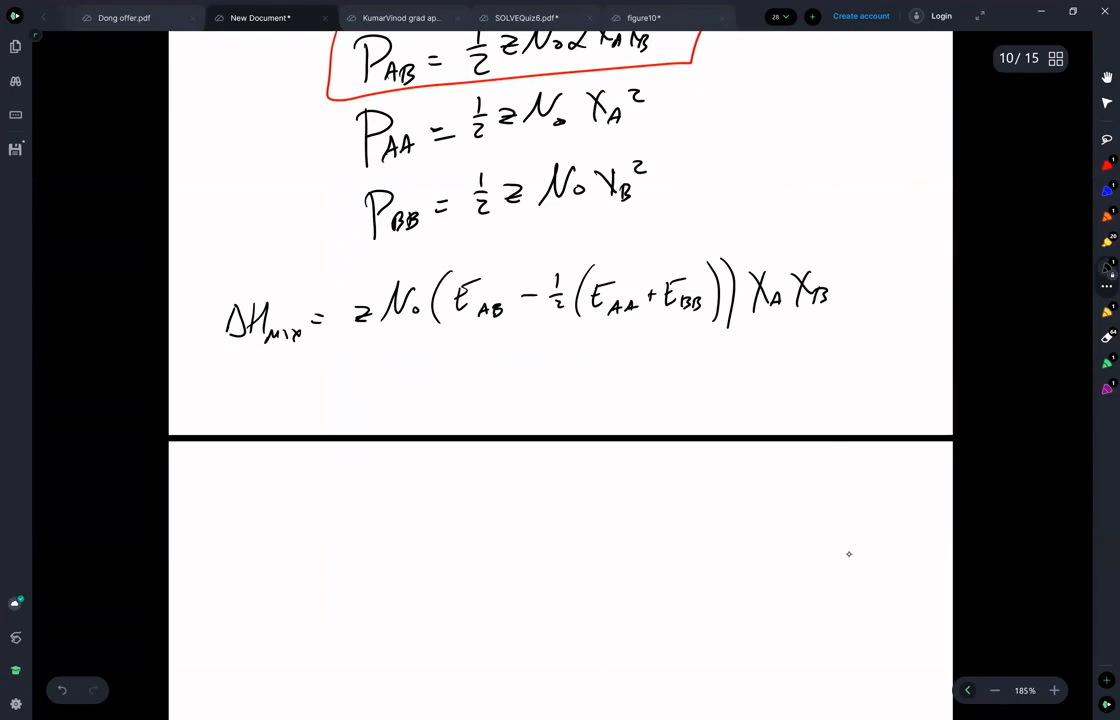 Dong offer.pdf
New Document*
KumarVinod grad ap...
SOLVEQuiz6.pdf*
figure10*
28
Create account
Login
10 / 15
P_AB = 1/2 z N₀ α X_A X_B
P_AA = 1/2 z N₀ X_A²
P_BB = 1/2 z N₀ X_B²
ΔH_mix = z N₀ (E_AB − 1/2 (E_AA + E_BB)) X_A X_B
185%